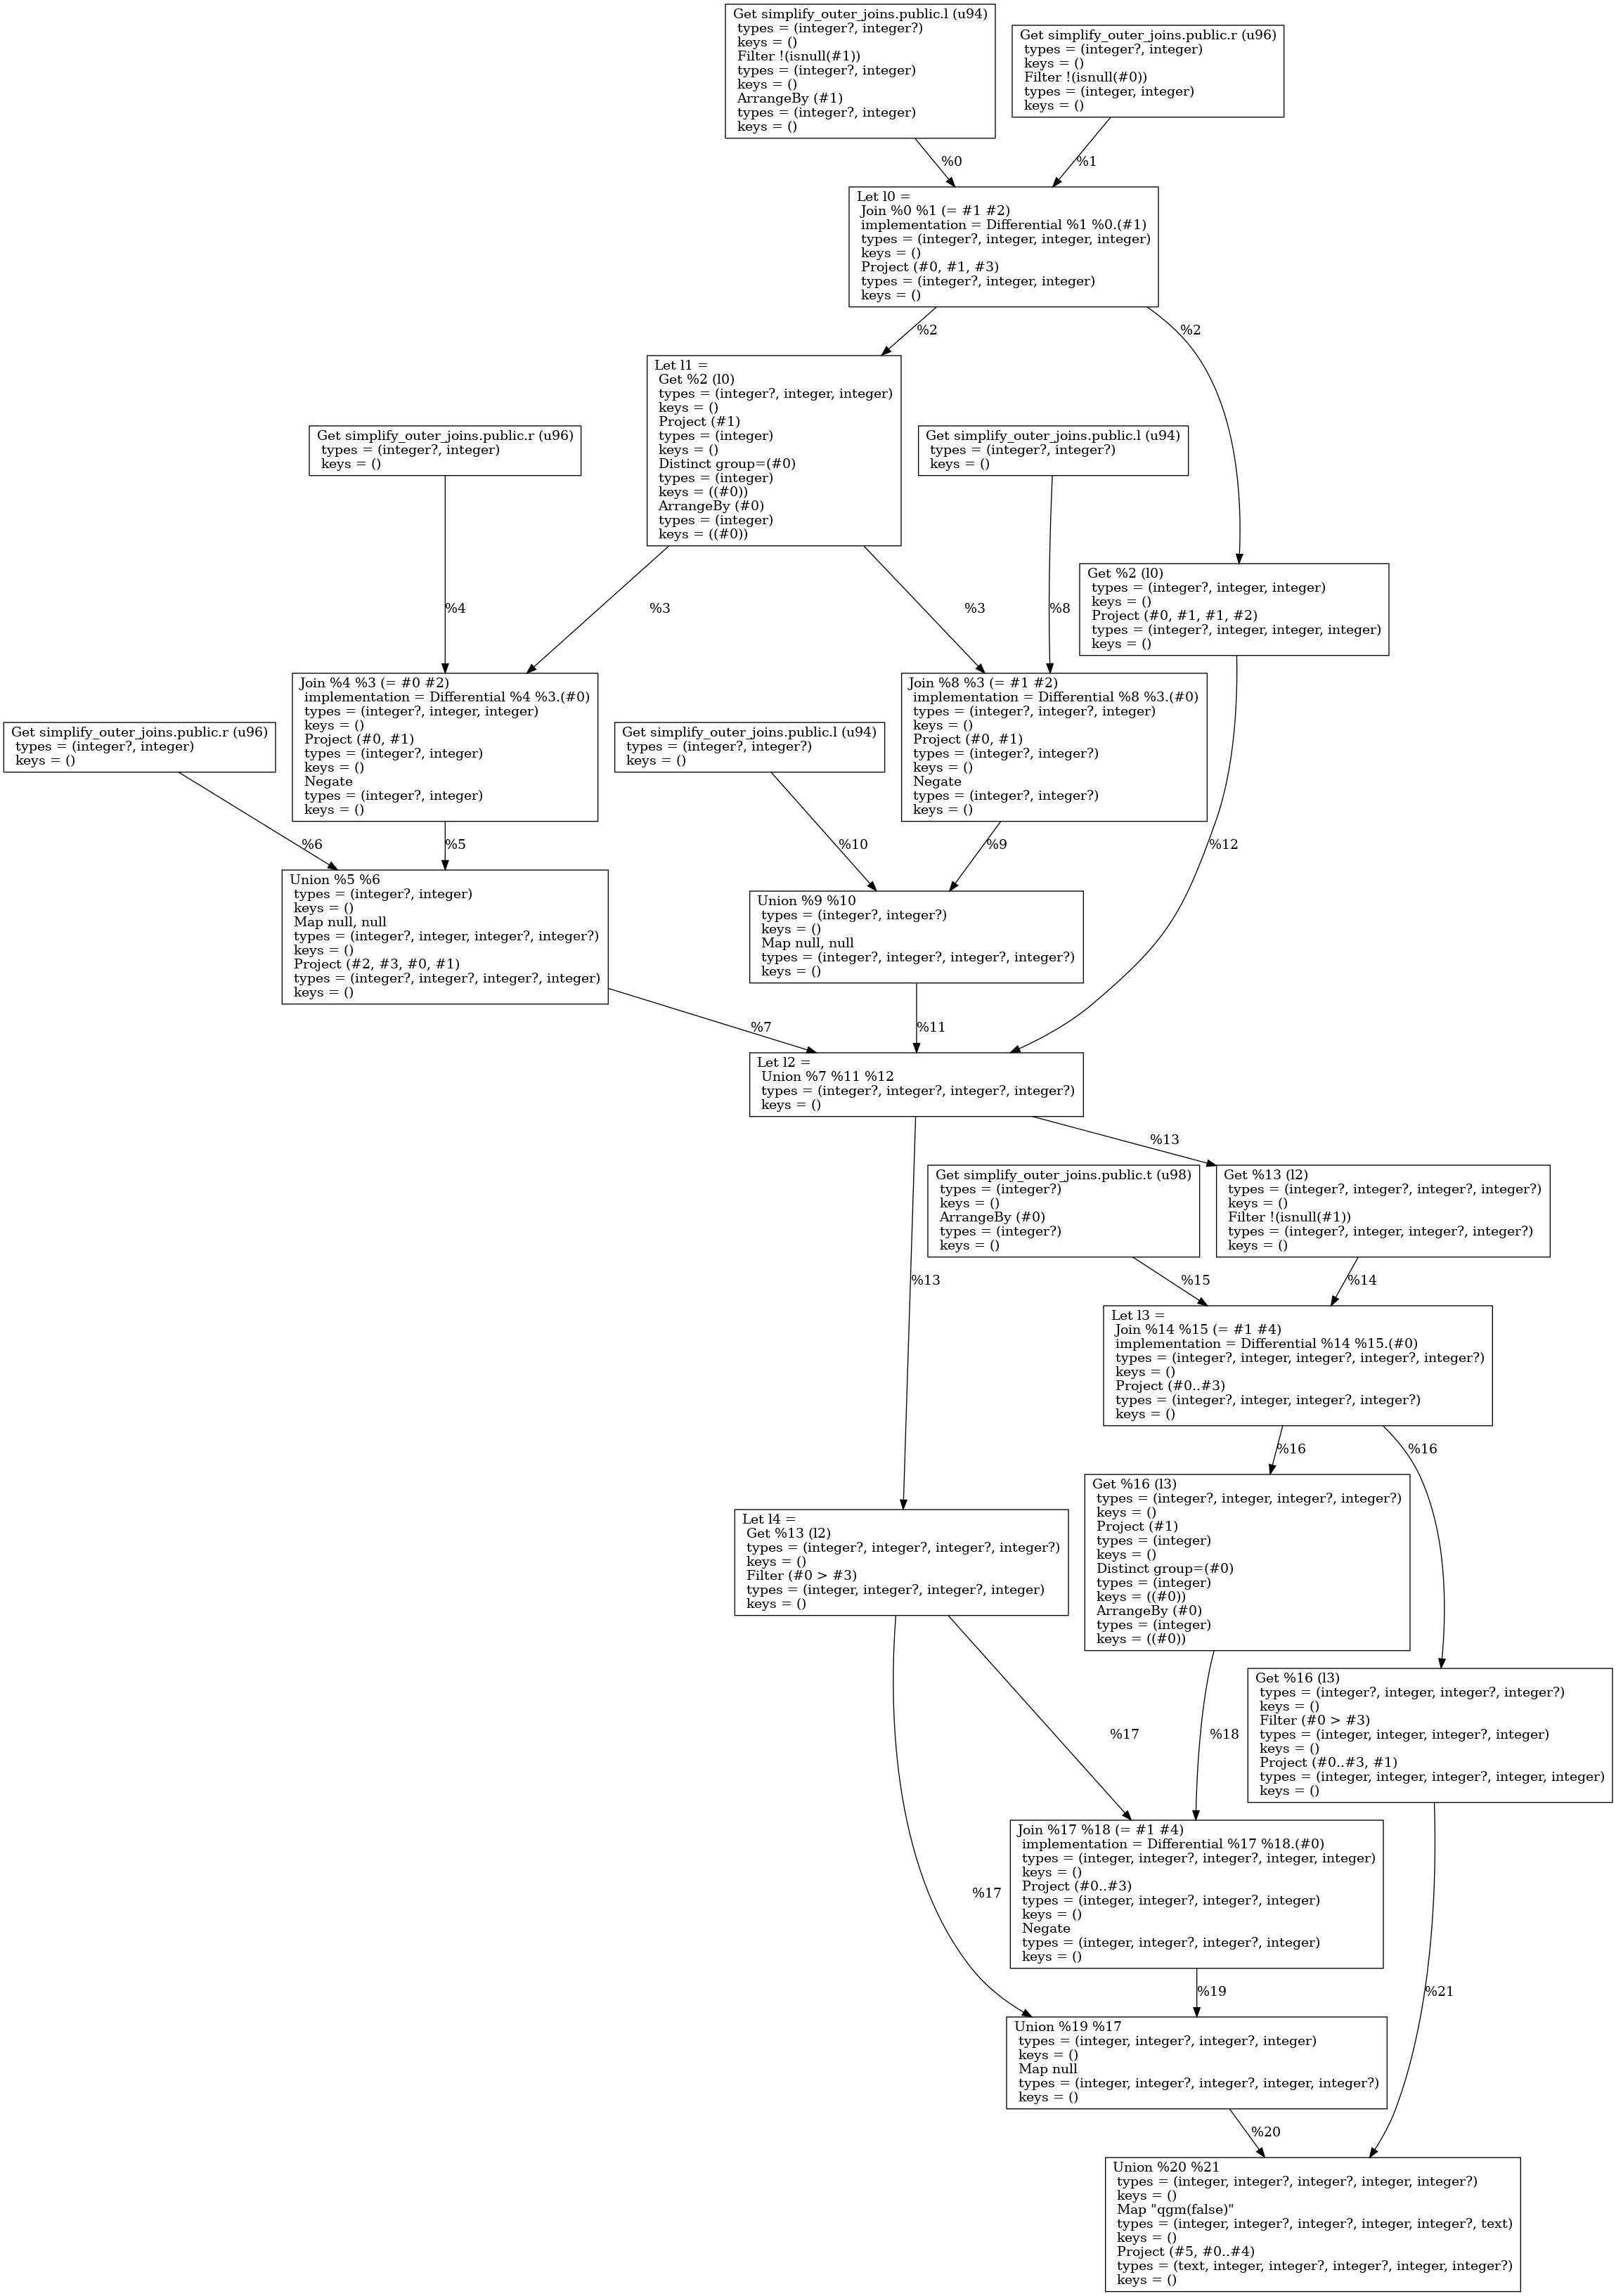 Get simplify_outer_joins.public.l (u94)
types = (integer?, integer?)
keys = ()
Filter !(isnull(#1))
types = (integer?, integer)
keys = ()
ArrangeBy (#1)
types = (integer?, integer)
keys = ()
Get simplify_outer_joins.public.r (u96)
types = (integer?, integer)
keys = ()
Filter !(isnull(#0))
types = (integer, integer)
keys = ()
%0
%1
Let l0 =
Join %0 %1 (= #1 #2)
implementation = Differential %1 %0.(#1)
types = (integer?, integer, integer, integer)
keys = ()
Project (#0, #1, #3)
types = (integer?, integer, integer)
keys = ()
%2
%2
Let l1 =
Get %2 (l0)
types = (integer?, integer, integer)
keys = ()
Project (#1)
types = (integer)
keys = ()
Distinct group=(#0)
types = (integer)
keys = ((#0))
ArrangeBy (#0)
types = (integer)
keys = ((#0))
Get simplify_outer_joins.public.r (u96)
types = (integer?, integer)
keys = ()
Get simplify_outer_joins.public.l (u94)
types = (integer?, integer?)
keys = ()
Get %2 (l0)
types = (integer?, integer, integer)
keys = ()
Project (#0, #1, #1, #2)
types = (integer?, integer, integer, integer)
keys = ()
%4
%3
%3
%8
Join %4 %3 (= #0 #2)
implementation = Differential %4 %3.(#0)
types = (integer?, integer, integer)
keys = ()
Project (#0, #1)
types = (integer?, integer)
keys = ()
Negate
types = (integer?, integer)
keys = ()
Join %8 %3 (= #1 #2)
implementation = Differential %8 %3.(#0)
types = (integer?, integer?, integer)
keys = ()
Project (#0, #1)
types = (integer?, integer?)
keys = ()
Negate
types = (integer?, integer?)
keys = ()
Get simplify_outer_joins.public.r (u96)
types = (integer?, integer)
keys = ()
Get simplify_outer_joins.public.l (u94)
types = (integer?, integer?)
keys = ()
%6
%5
%10
%9
%12
Union %5 %6
types = (integer?, integer)
keys = ()
Map null, null
types = (integer?, integer, integer?, integer?)
keys = ()
Project (#2, #3, #0, #1)
types = (integer?, integer?, integer?, integer)
keys = ()
Union %9 %10
types = (integer?, integer?)
keys = ()
Map null, null
types = (integer?, integer?, integer?, integer?)
keys = ()
%7
%11
Let l2 =
Union %7 %11 %12
types = (integer?, integer?, integer?, integer?)
keys = ()
%13
Get simplify_outer_joins.public.t (u98)
types = (integer?)
keys = ()
ArrangeBy (#0)
types = (integer?)
keys = ()
Get %13 (l2)
types = (integer?, integer?, integer?, integer?)
keys = ()
Filter !(isnull(#1))
types = (integer?, integer, integer?, integer?)
keys = ()
%13
%15
%14
Let l3 =
Join %14 %15 (= #1 #4)
implementation = Differential %14 %15.(#0)
types = (integer?, integer, integer?, integer?, integer?)
keys = ()
Project (#0..#3)
types = (integer?, integer, integer?, integer?)
keys = ()
%16
%16
Get %16 (l3)
types = (integer?, integer, integer?, integer?)
keys = ()
Project (#1)
types = (integer)
keys = ()
Distinct group=(#0)
types = (integer)
keys = ((#0))
ArrangeBy (#0)
types = (integer)
keys = ((#0))
Let l4 =
Get %13 (l2)
types = (integer?, integer?, integer?, integer?)
keys = ()
Filter (#0 > #3)
types = (integer, integer?, integer?, integer)
keys = ()
Get %16 (l3)
types = (integer?, integer, integer?, integer?)
keys = ()
Filter (#0 > #3)
types = (integer, integer, integer?, integer)
keys = ()
Project (#0..#3, #1)
types = (integer, integer, integer?, integer, integer)
keys = ()
%17
%18
Join %17 %18 (= #1 #4)
implementation = Differential %17 %18.(#0)
types = (integer, integer?, integer?, integer, integer)
keys = ()
Project (#0..#3)
types = (integer, integer?, integer?, integer)
keys = ()
Negate
types = (integer, integer?, integer?, integer)
keys = ()
%17
%19
%21
Union %19 %17
types = (integer, integer?, integer?, integer)
keys = ()
Map null
types = (integer, integer?, integer?, integer, integer?)
keys = ()
%20
Union %20 %21
types = (integer, integer?, integer?, integer, integer?)
keys = ()
Map "qgm(false)"
types = (integer, integer?, integer?, integer, integer?, text)
keys = ()
Project (#5, #0..#4)
types = (text, integer, integer?, integer?, integer, integer?)
keys = ()